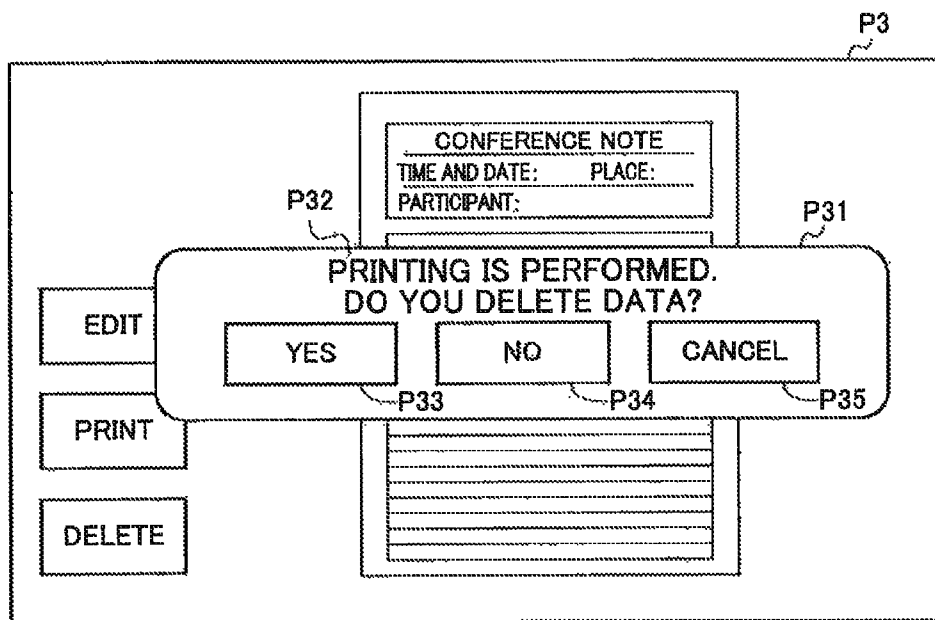 P3
CONFERENCE NOTE
TIME AND DATE: PLACE:
PARTICIPANT:
P32
P31
PRINTING IS PERFORMED.
DO YOU DELETE DATA?
EDIT
YES
NO
CANCEL
P33
P34
P35
PRINT
DELETE